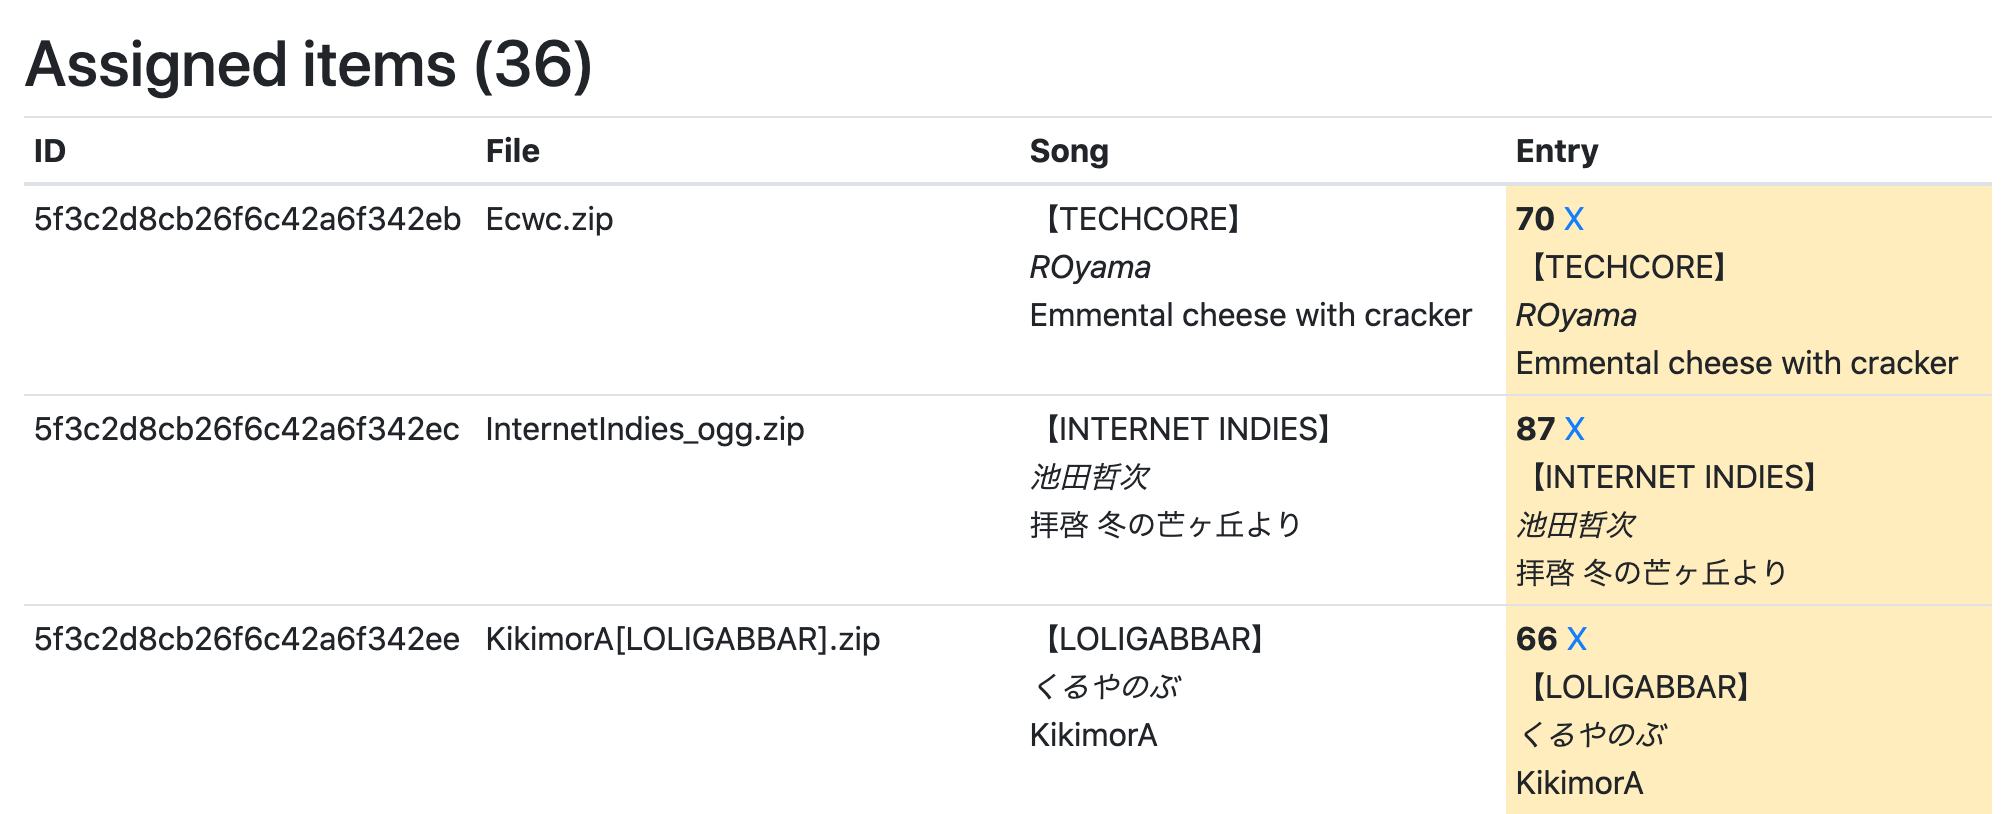 Assigned items (36)
ID File Song Entry
5f3c2d8cb26f6c42a6f342eb Ecwc.zip 【TECHCORE】 70 X
ROyama 【TECHCORE】
Emmental cheese with cracker ROyama
Emmental cheese with cracker
5f3c2d8cb26f6c42a6f342ec InternetIndies_ogg.zip 【INTERNET INDIES】 87 X
池田哲次 【INTERNET INDIES】
拝啓 冬の芒ヶ丘より 池田哲次
拝啓 冬の芒ヶ丘より
5f3c2d8cb26f6c42a6f342ee KikimorA[LOLIGABBAR].zip 【LOLIGABBAR】 66 X
くるやのぶ 【LOLIGABBAR】
KikimorA くるやのぶ
KikimorA